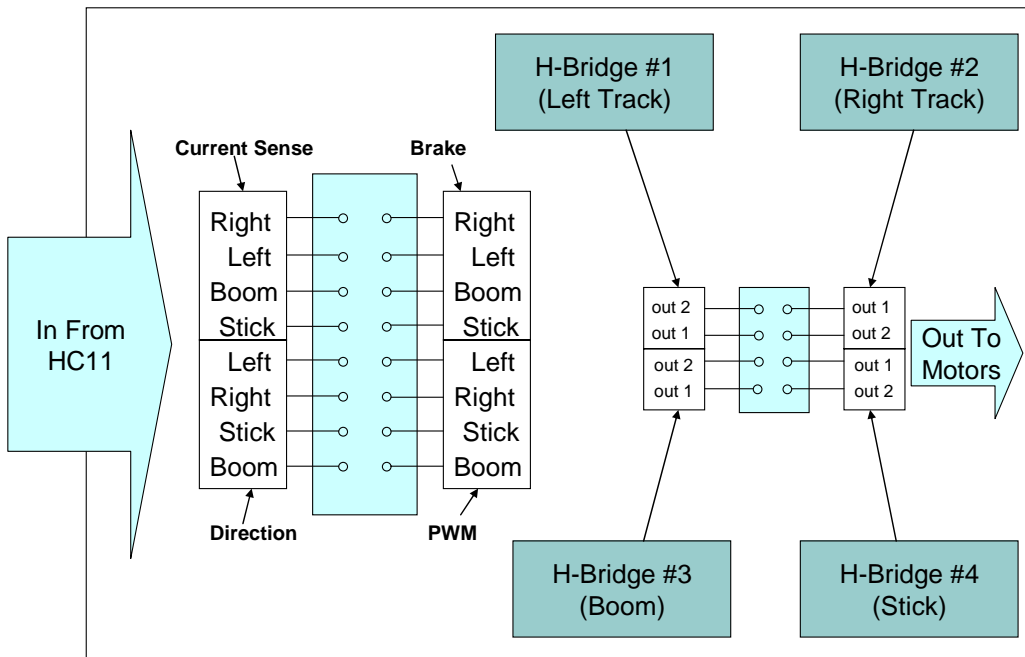 H-Bridge #1
(Left Track)
H-Bridge #2
(Right Track)
Current Sense
Brake
In From
HC11
Right
Left
Boom
Stick
Left
Right
Stick
Boom
Right
Left
Boom
Stick
Left
Right
Stick
Boom
Direction
PWM
out 2
out 1
out 2
out 1
out 1
out 2
out 1
out 2
Out To
Motors
H-Bridge #3
(Boom)
H-Bridge #4
(Stick)